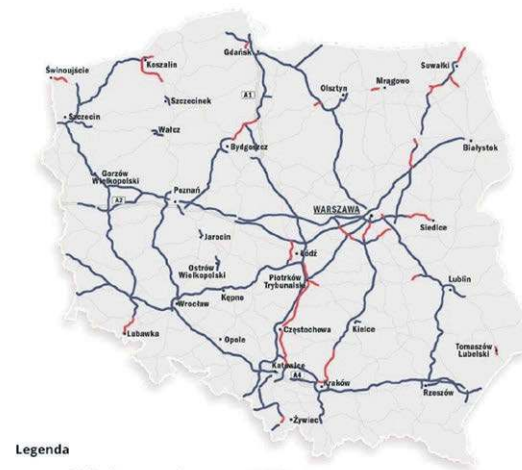 Gdańsk
Koszalin
Suwałki
Świnoujście
Olsztyn
Mrągowo
A1
Szczecinek
Szczecin
Wałcz
Bydgoszcz
Białystok
Gorzów
Wielkopolski
Poznań
A2
WARSZAWA
Siedlce
Jarocin
Łódź
Ostrów
Wielkopolski
Piotrków
Trybunalski
Lublin
Kępno
Wrocław
Lubawka
Opole
Częstochowa
Kielce
Tomaszów
Lubelski
Katowice
A4
Kraków
Rzeszów
Żywiec
Legenda